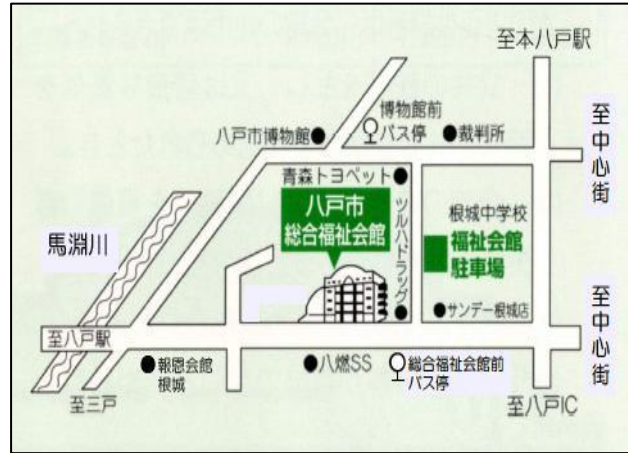 至本八戸駅
博物館前
バス停
八戸市博物館
裁判所
至中心街
青森トヨペット
八戸市
総合福祉会館
ツルハドラッグ
根城中学校
福祉会館
駐車場
馬淵川
サンデー根城店
至中心街
至八戸駅
報恩会館
根城
八燃SS
総合福祉会館前
バス停
至三戸
至八戸IC